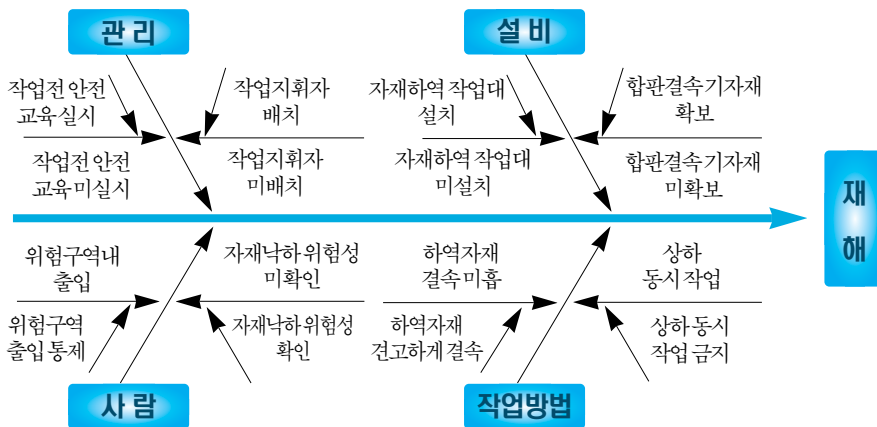 관리
설비
작업전 안전
교육 실시
작업지휘자
배치
자재하역 작업대
설치
합판결속 기자재
확보
작업전 안전
교육 미실시
작업지휘자
미배치
자재하역 작업대
미설치
합판결속 기자재
미확보
재
해
위험구역내
출입
자재낙하 위험성
미확인
하역자재
결속 미흡
상하
동시 작업
위험구역
출입 통제
자재낙하 위험성
확인
하역자재
견고하게 결속
상하 동시
작업 금지
사람
작업방법